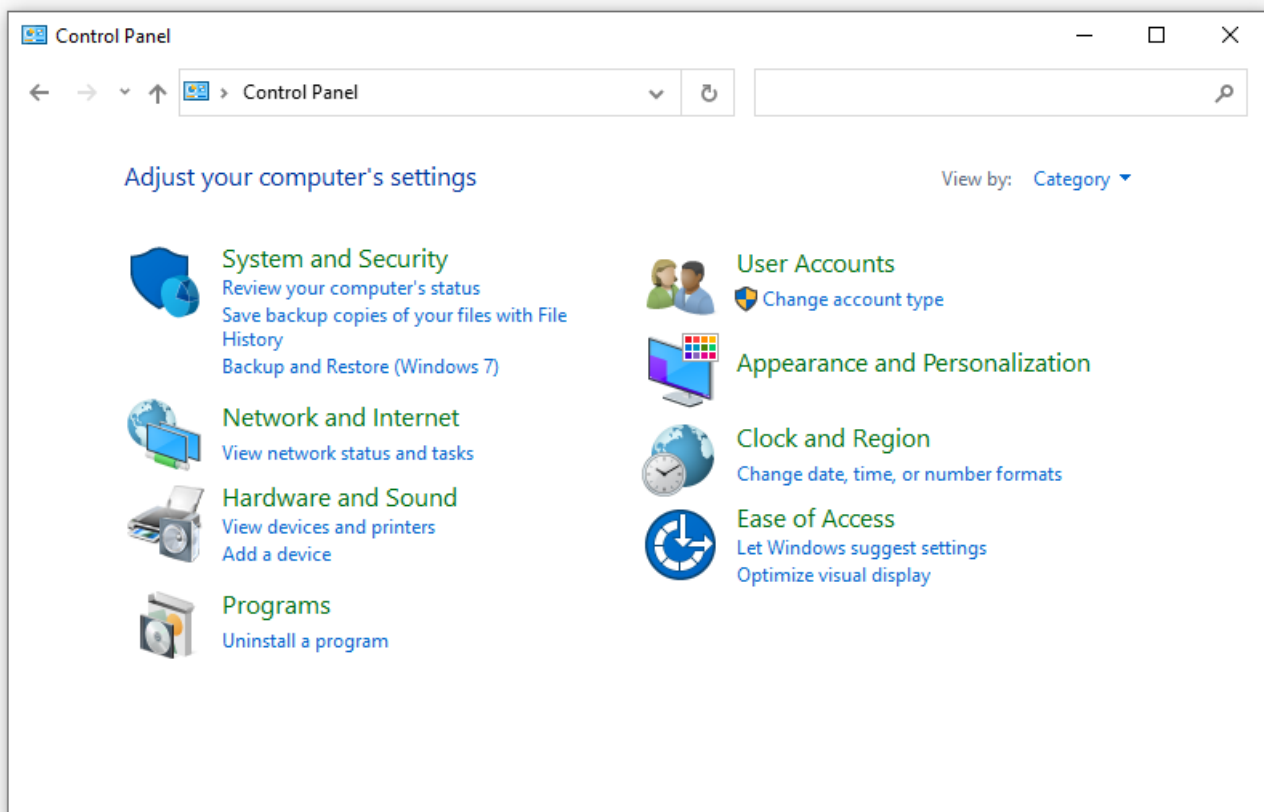 Control Panel
Control Panel
Adjust your computer's settings
View by: Category
System and Security
Review your computer's status
Save backup copies of your files with File
History
Backup and Restore (Windows 7)
Network and Internet
View network status and tasks
Hardware and Sound
View devices and printers
Add a device
Programs
Uninstall a program
User Accounts
Change account type
Appearance and Personalization
Clock and Region
Change date, time, or number formats
Ease of Access
Let Windows suggest settings
Optimize visual display